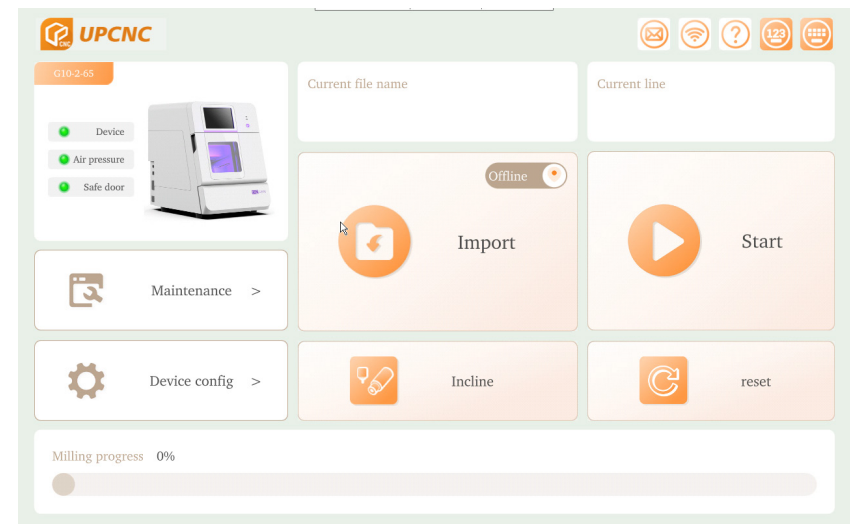 UPCNC
123
G10-2-65
Device
Air pressure
Safe door
Current file name
Current line
Offline
Import
Start
Maintenance >
Device config >
Incline
reset
Milling progress 0%